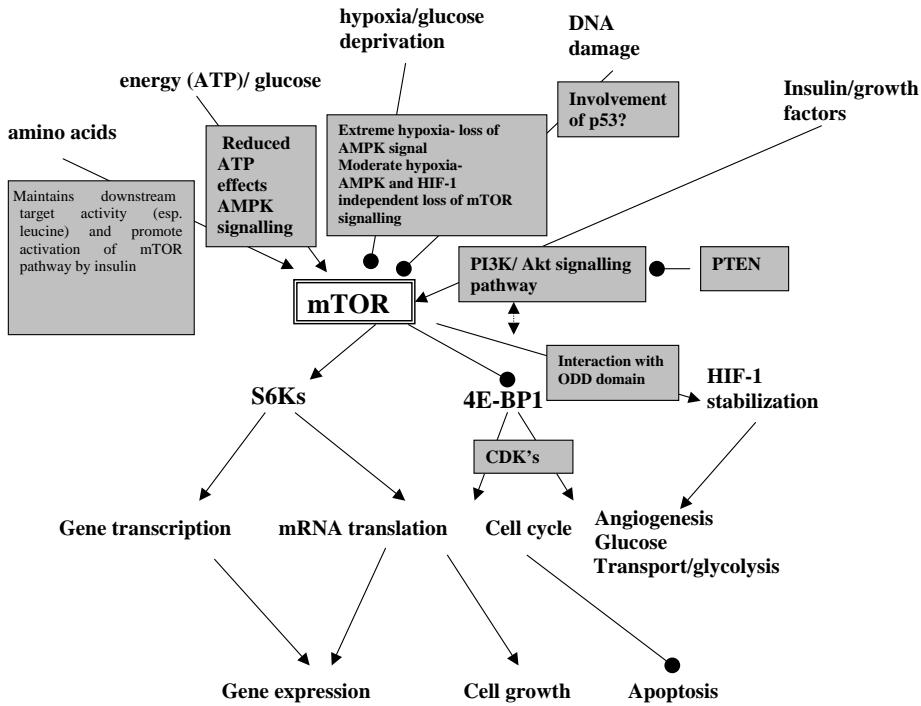 hypoxia/glucose
deprivation
DNA
damage
energy (ATP)/ glucose
Insulin/growth
factors
amino acids
Involvement
of p53?
Reduced
ATP
effects
AMPK
signalling
Extreme hypoxia- loss of
AMPK signal
Moderate hypoxia-
AMPK and HIF-1
independent loss of mTOR
signalling
Maintains downstream
target activity (esp.
leucine) and promote
activation of mTOR
pathway by insulin
PI3K/ Akt signalling
pathway
PTEN
mTOR
Interaction with
ODD domain
HIF-1
stabilization
S6Ks
4E-BP1
CDK's
Gene transcription
mRNA translation
Cell cycle
Angiogenesis
Glucose
Transport/glycolysis
Gene expression
Cell growth
Apoptosis